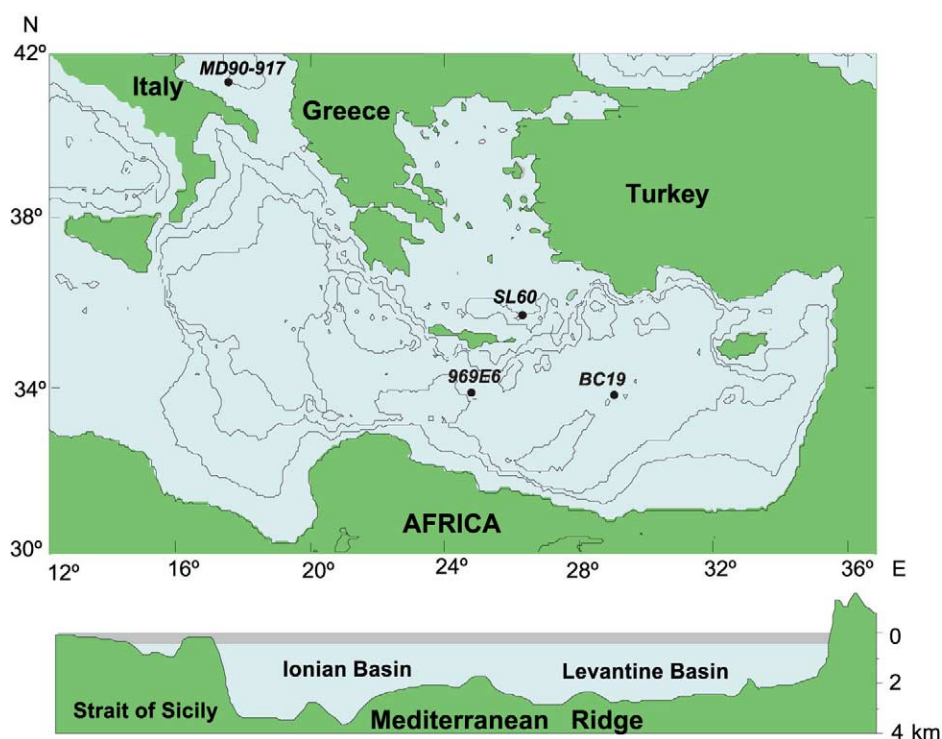 N
42º
MD90-917
Italy
Greece
Turkey
38º
SL60
969E6
BC19
34º
AFRICA
30º
12º 16º 20º 24º 28º 32º 36º E
0
Ionian Basin Levantine Basin
2
Strait of Sicily
Mediterranean Ridge
4 km